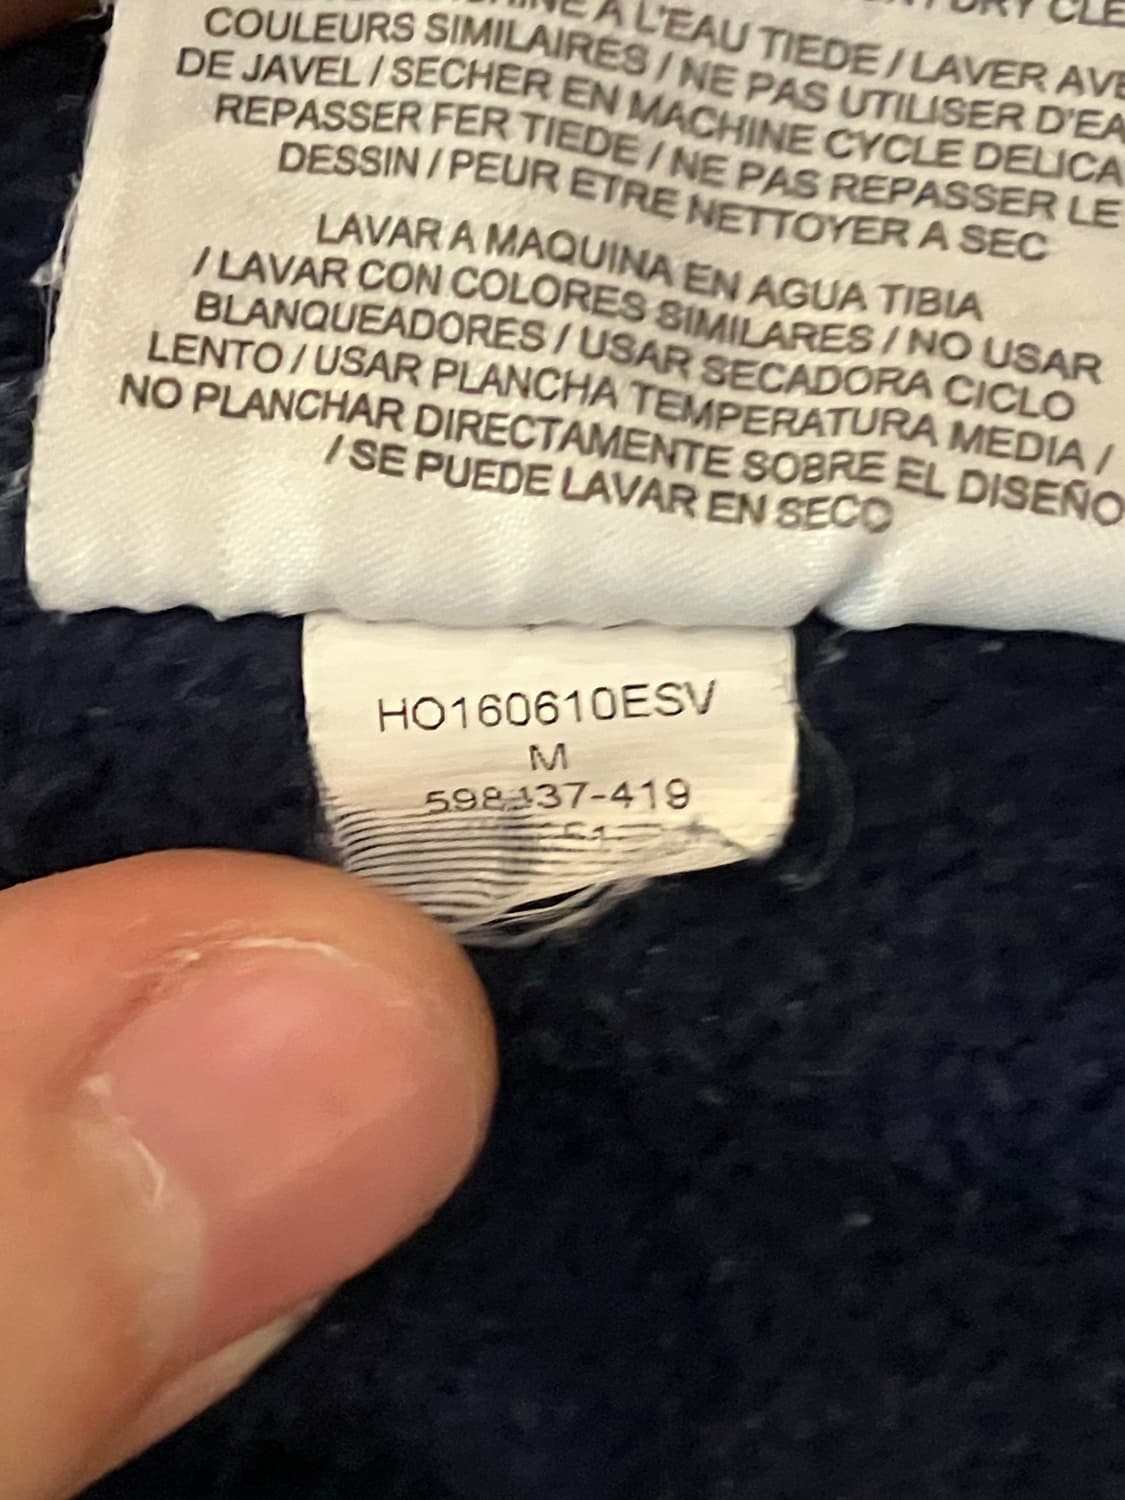 A L'EAU TIEDE / LAVER
COULEURS SIMILAIRES / NE PAS UTILISER D'EA
DE JAVEL / SECHER EN MACHINE CYCLE DELICA
REPASSER FER TIEDE / NE PAS REPASSER LE
DESSIN / PEUR ETRE NETTOYER A SEC
LAVAR A MAQUINA EN AGUA TIBIA
/ LAVAR CON COLORES SIMILARES / NO USAR
BLANQUEADORES / USAR SECADORA CICLO
LENTO / USAR PLANCHA TEMPERATURA MEDIA /
NO PLANCHAR DIRECTAMENTE SOBRE EL DISEÑO
/ SE PUEDE LAVAR EN SECO
HO160610ESV
M